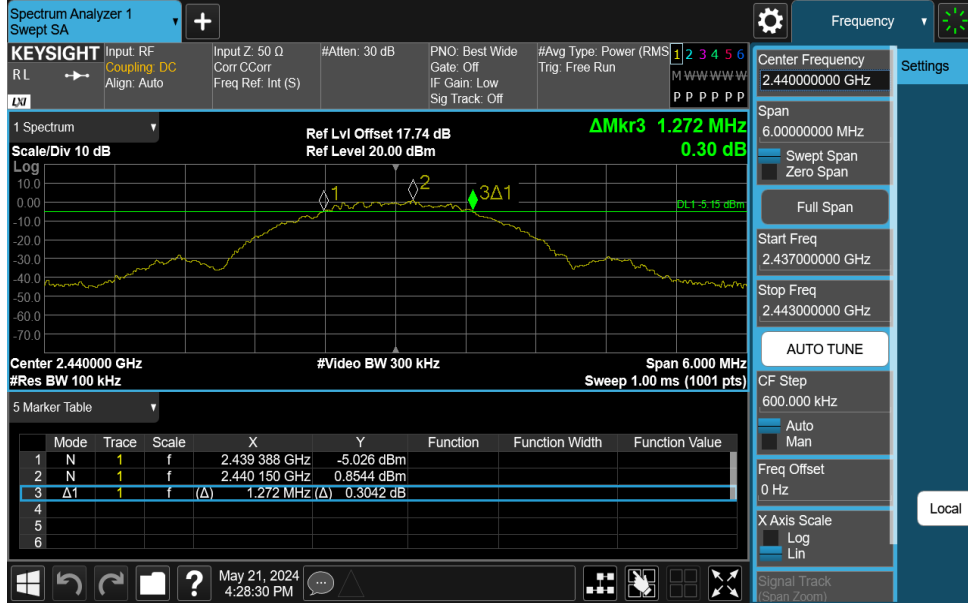 Spectrum Analyzer 1
Swept SA
Frequency
KEYSIGHT
R L
LXI
Input: RF
Coupling: DC
Align: Auto
Input Z: 50 Ω
Corr CCorr
Freq Ref: Int (S)
#Atten: 30 dB
PNO: Best Wide
Gate: Off
IF Gain: Low
Sig Track: Off
#Avg Type: Power (RMS
Trig: Free Run
1 2 3 4 5 6
M W W W W W
P P P P P P
1 Spectrum
Scale/Div 10 dB
Ref Lvl Offset 17.74 dB
Ref Level 20.00 dBm
ΔMkr3 1.272 MHz
0.30 dB
Log
10.0
0.00
-10.0
-20.0
-30.0
-40.0
-50.0
-60.0
-70.0
1
2
3Δ1
DL1 -5.15 dBm
Center 2.440000 GHz
#Res BW 100 kHz
#Video BW 300 kHz
Span 6.000 MHz
Sweep 1.00 ms (1001 pts)
5 Marker Table
Mode Trace Scale X Y Function Function Width Function Value
1 N 1 f 2.439 388 GHz -5.026 dBm
2 N 1 f 2.440 150 GHz 0.8544 dBm
3 Δ1 1 f (Δ) 1.272 MHz (Δ) 0.3042 dB
4
5
6
?
May 21, 2024
4:28:30 PM
Center Frequency
2.440000000 GHz
Span
6.00000000 MHz
Swept Span
Zero Span
Full Span
Start Freq
2.437000000 GHz
Stop Freq
2.443000000 GHz
AUTO TUNE
CF Step
600.000 kHz
Auto
Man
Freq Offset
0 Hz
X Axis Scale
Log
Lin
Signal Track
(Span Zoom)
Settings
Local